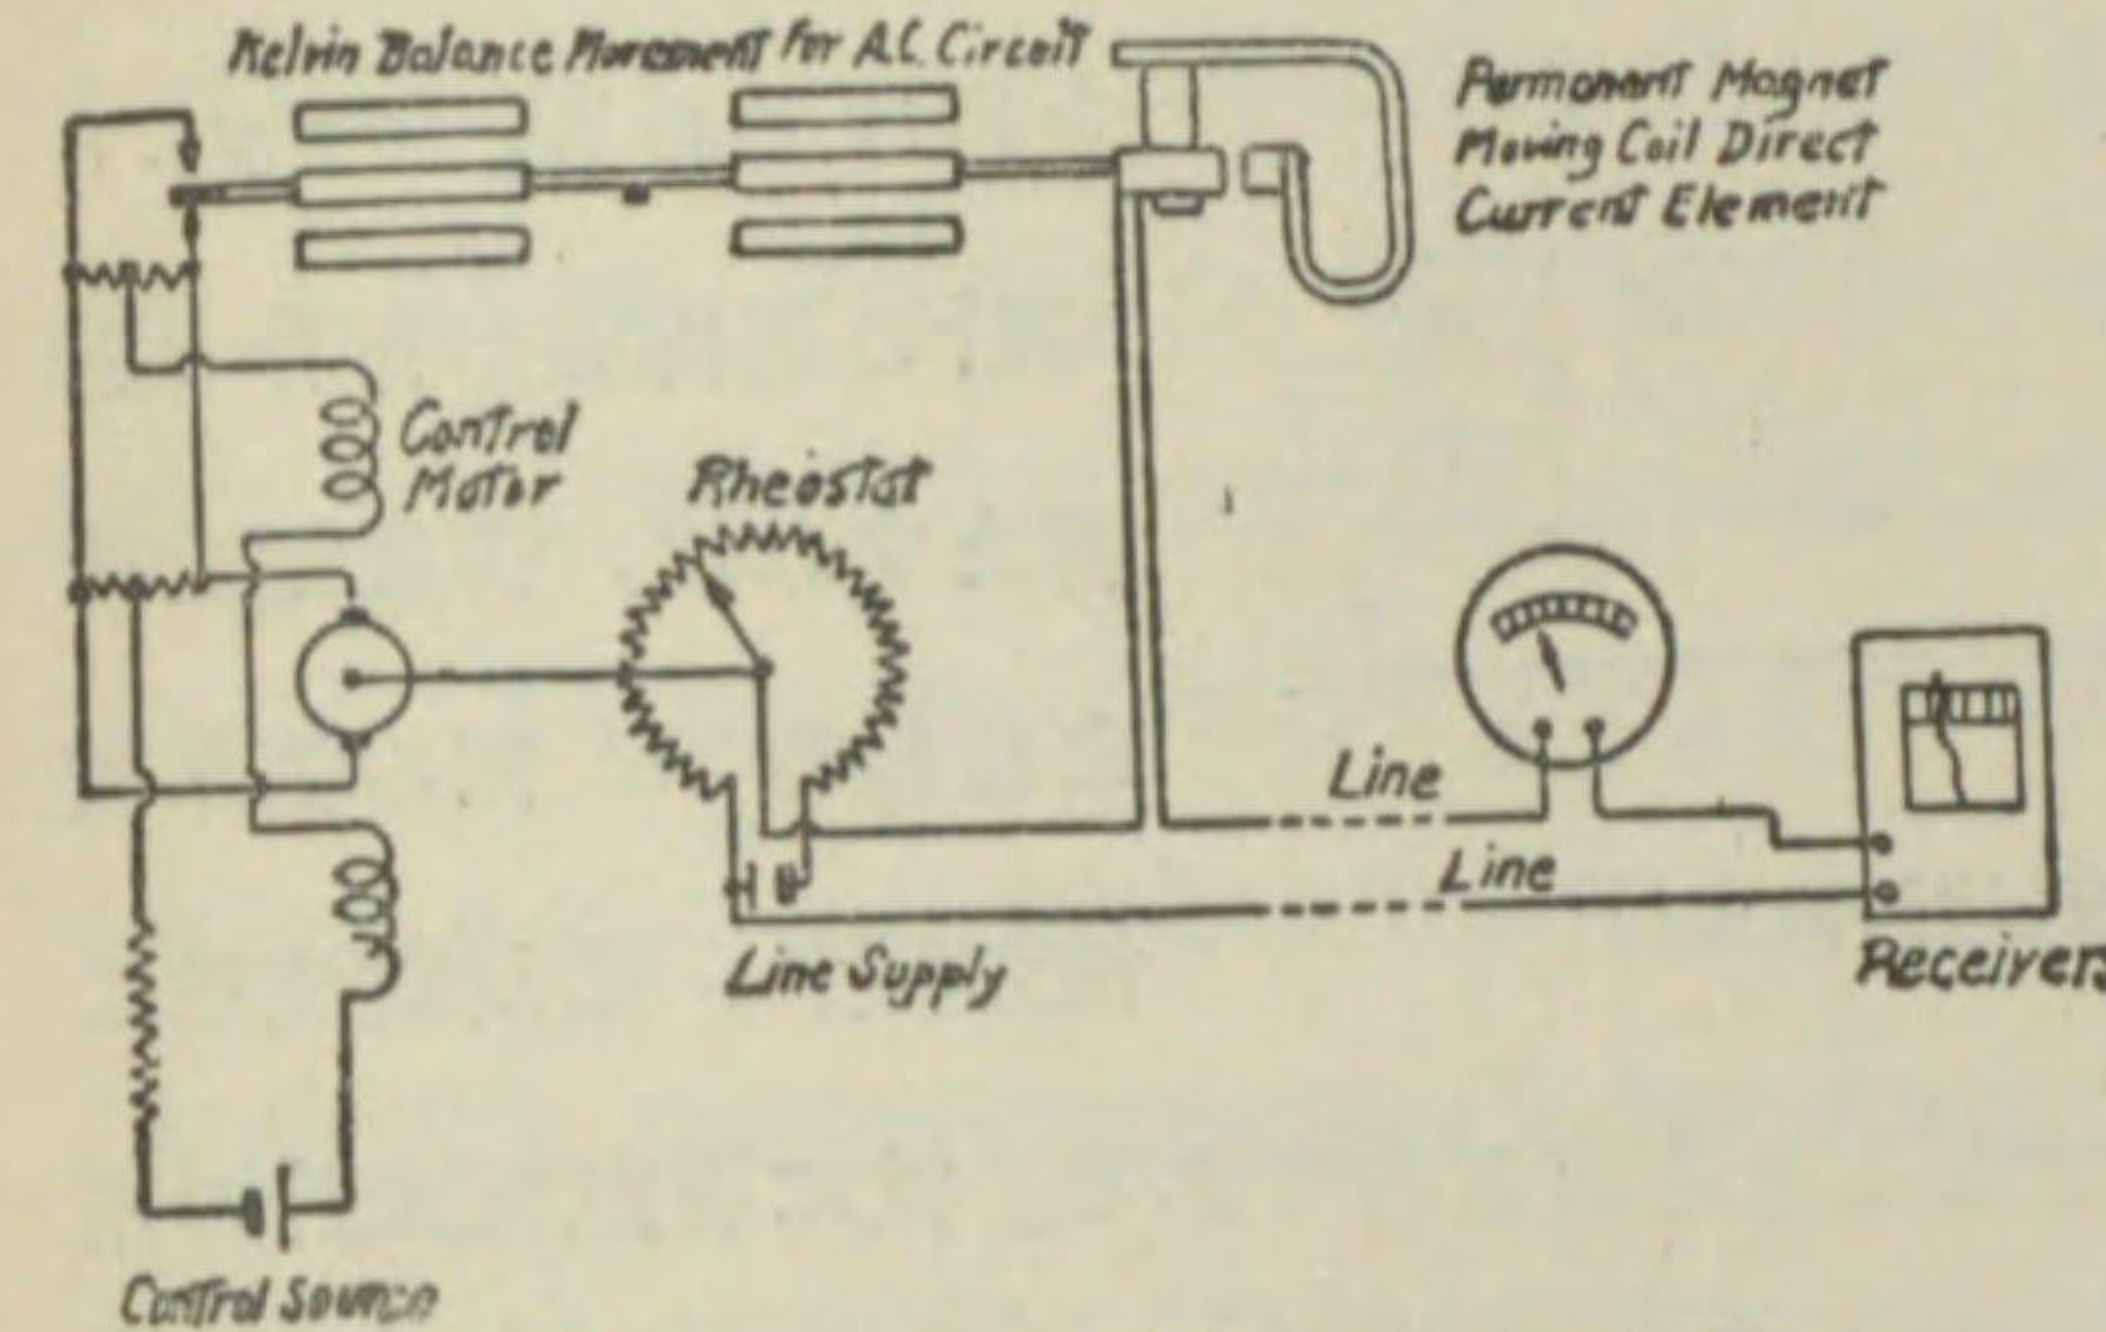 Kelvin Balance Movement for A.C. Circuit
Permanent Magnet
Moving Coil Direct
Current Element
Control
Motor
Rheostat
Line
Line
Line Supply
Receivers
Control Source